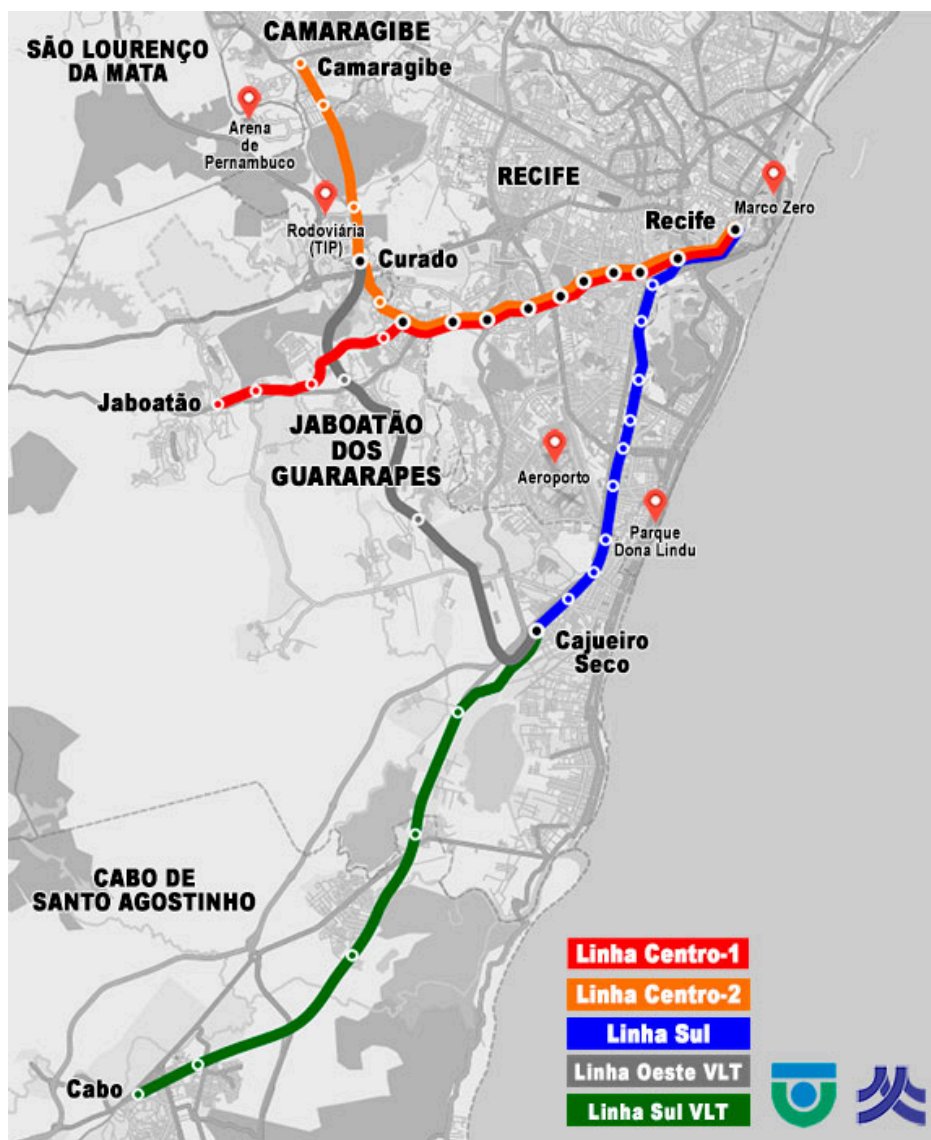 CAMARAGIBE
SÃO LOURENÇO
DA MATA
Camaragibe
Arena
de
Pernambuco
RECIFE
Rodoviária
(TIP)
Marco Zero
Recife
Curado
Jaboatão
JABOATÃO
DOS
GUARARAPES
Aeroporto
Parque
Dona Lindu
Cajueiro
Seco
CABO DE
SANTO AGOSTINHO
Cabo
Linha Centro-1
Linha Centro-2
Linha Sul
Linha Oeste VLT
Linha Sul VLT